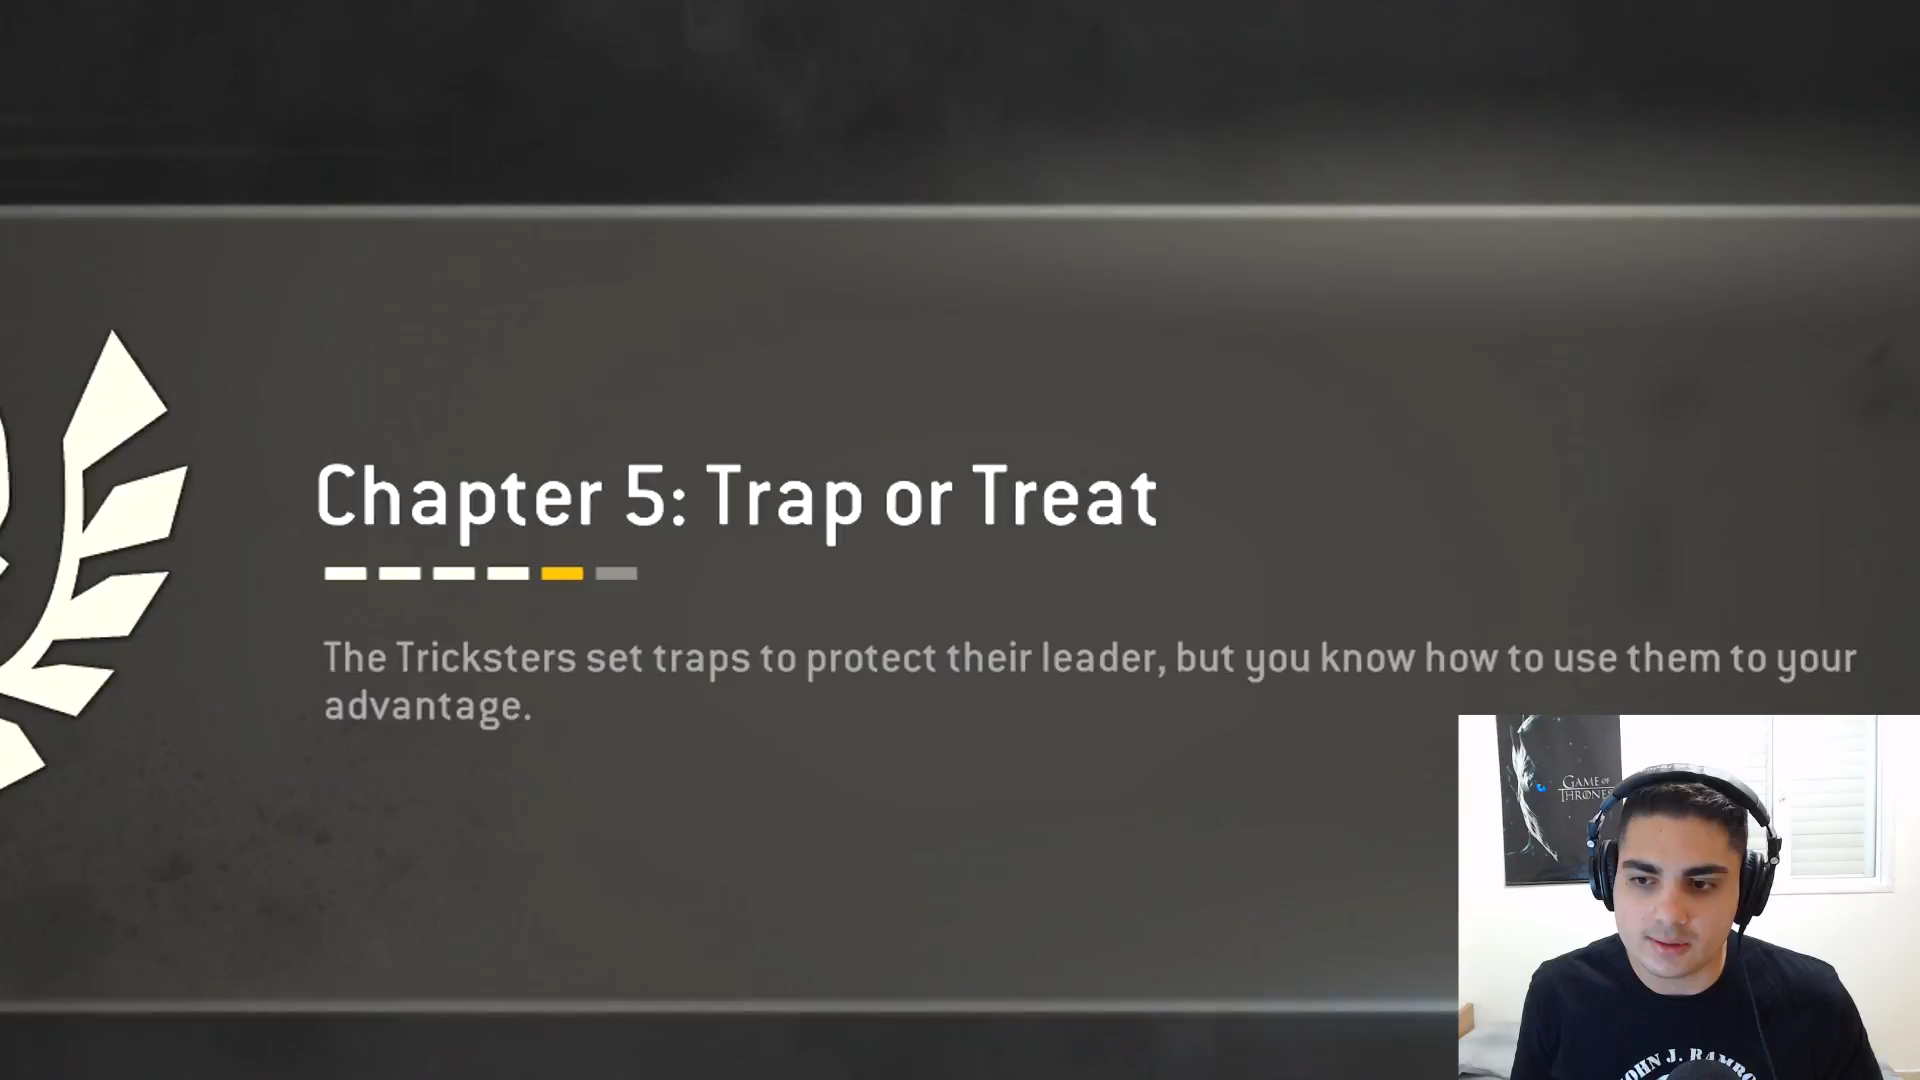 Chapter 5: Trap or Treat
The Tricksters set traps to protect their leader, but you know how to use them to your
advantage.
GAME OF
THRONES
JOHN J. RAMBO